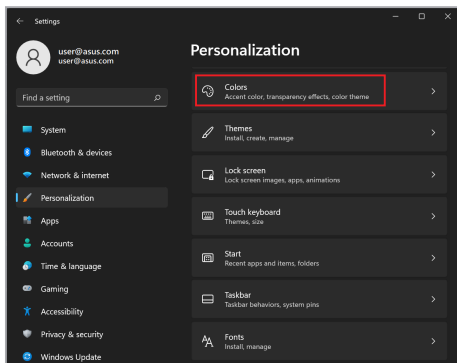 Settings
user@asus.com
user@asus.com
Find a setting
System
Bluetooth & devices
Network & internet
Personalization
Apps
Accounts
Time & language
Gaming
Accessibility
Privacy & security
Windows Update
Personalization
Colors
Accent color, transparency effects, color theme
Themes
Install, create, manage
Lock screen
Lock screen images, apps, animations
Touch keyboard
Themes, size
Start
Recent apps and items, folders
Taskbar
Taskbar behaviors, system pins
Fonts
Install, manage